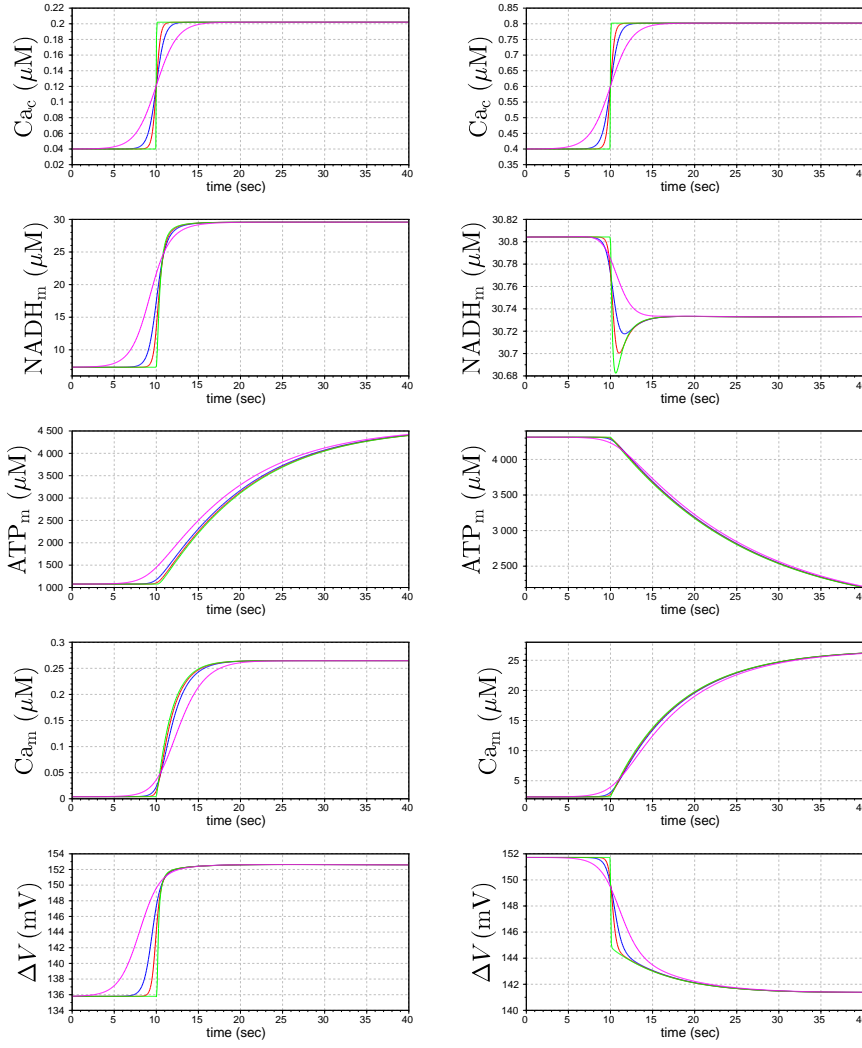 0.22
0.2
0.18
0.16
0.14
0.12
0.1
0.08
0.06
0.04
0.02
Ca_c (μM)
0 5 10 15 20 25 30 35 40
time (sec)
0.85
0.8
0.75
0.7
0.65
0.6
0.55
0.5
0.45
0.4
0.35
Ca_c (μM)
0 5 10 15 20 25 30 35 40
time (sec)
30
25
20
15
10
NADH_m (μM)
0 5 10 15 20 25 30 35 40
time (sec)
30.82
30.8
30.78
30.76
30.74
30.72
30.7
30.68
NADH_m (μM)
0 5 10 15 20 25 30 35 40
time (sec)
4 500
4 000
3 500
3 000
2 500
2 000
1 500
1 000
ATP_m (μM)
0 5 10 15 20 25 30 35 40
time (sec)
4 000
3 500
3 000
2 500
ATP_m (μM)
0 5 10 15 20 25 30 35 40
time (sec)
0.3
0.25
0.2
0.15
0.1
0.05
0
Ca_m (μM)
0 5 10 15 20 25 30 35 40
time (sec)
25
20
15
10
5
Ca_m (μM)
0 5 10 15 20 25 30 35 40
time (sec)
154
152
150
148
146
144
142
140
138
136
134
ΔV (mV)
0 5 10 15 20 25 30 35 40
time (sec)
152
150
148
146
144
142
140
ΔV (mV)
0 5 10 15 20 25 30 35 40
time (sec)